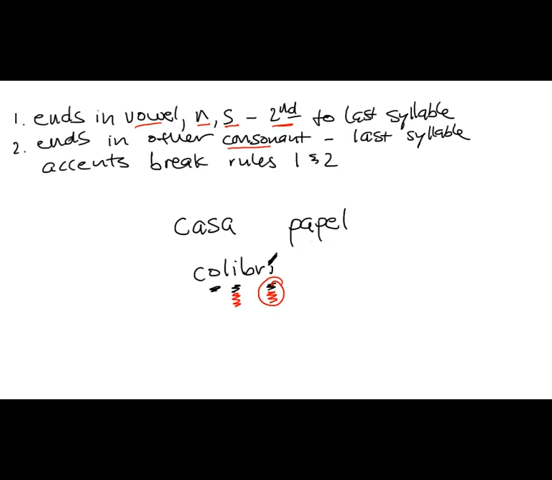 1. ends in vowel, n, s – 2nd to last syllable
2. ends in other consonant – last syllable
accents break rules 1 & 2
casa papel
colibrí